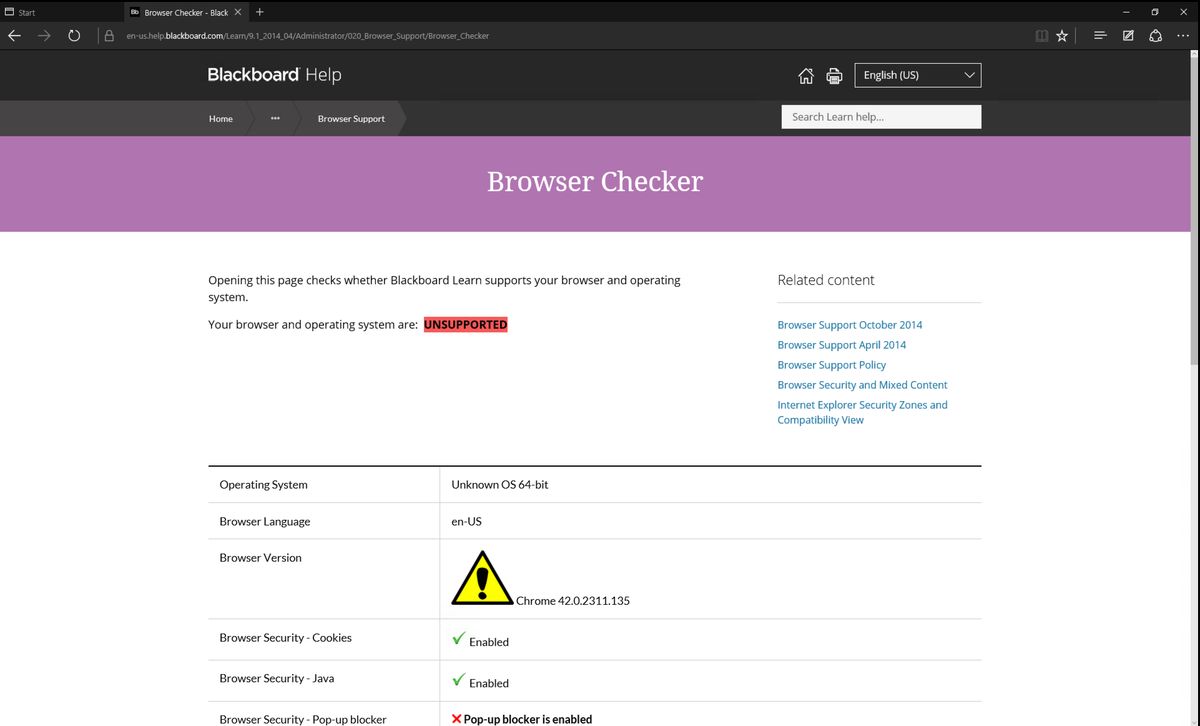 Start
Bb Browser Checker - Black
en-us.help.blackboard.com/Learn/9.1_2014_04/Administrator/020_Browser_Support/Browser_Checker
Blackboard Help
English (US)
Home
•••
Browser Support
Search Learn help...
Browser Checker
Opening this page checks whether Blackboard Learn supports your browser and operating
system.
Your browser and operating system are: UNSUPPORTED
Related content
Browser Support October 2014
Browser Support April 2014
Browser Support Policy
Browser Security and Mixed Content
Internet Explorer Security Zones and
Compatibility View
Operating System Unknown OS 64-bit
Browser Language en-US
Browser Version Chrome 42.0.2311.135
Browser Security - Cookies Enabled
Browser Security - Java Enabled
Browser Security - Pop-up blocker Pop-up blocker is enabled